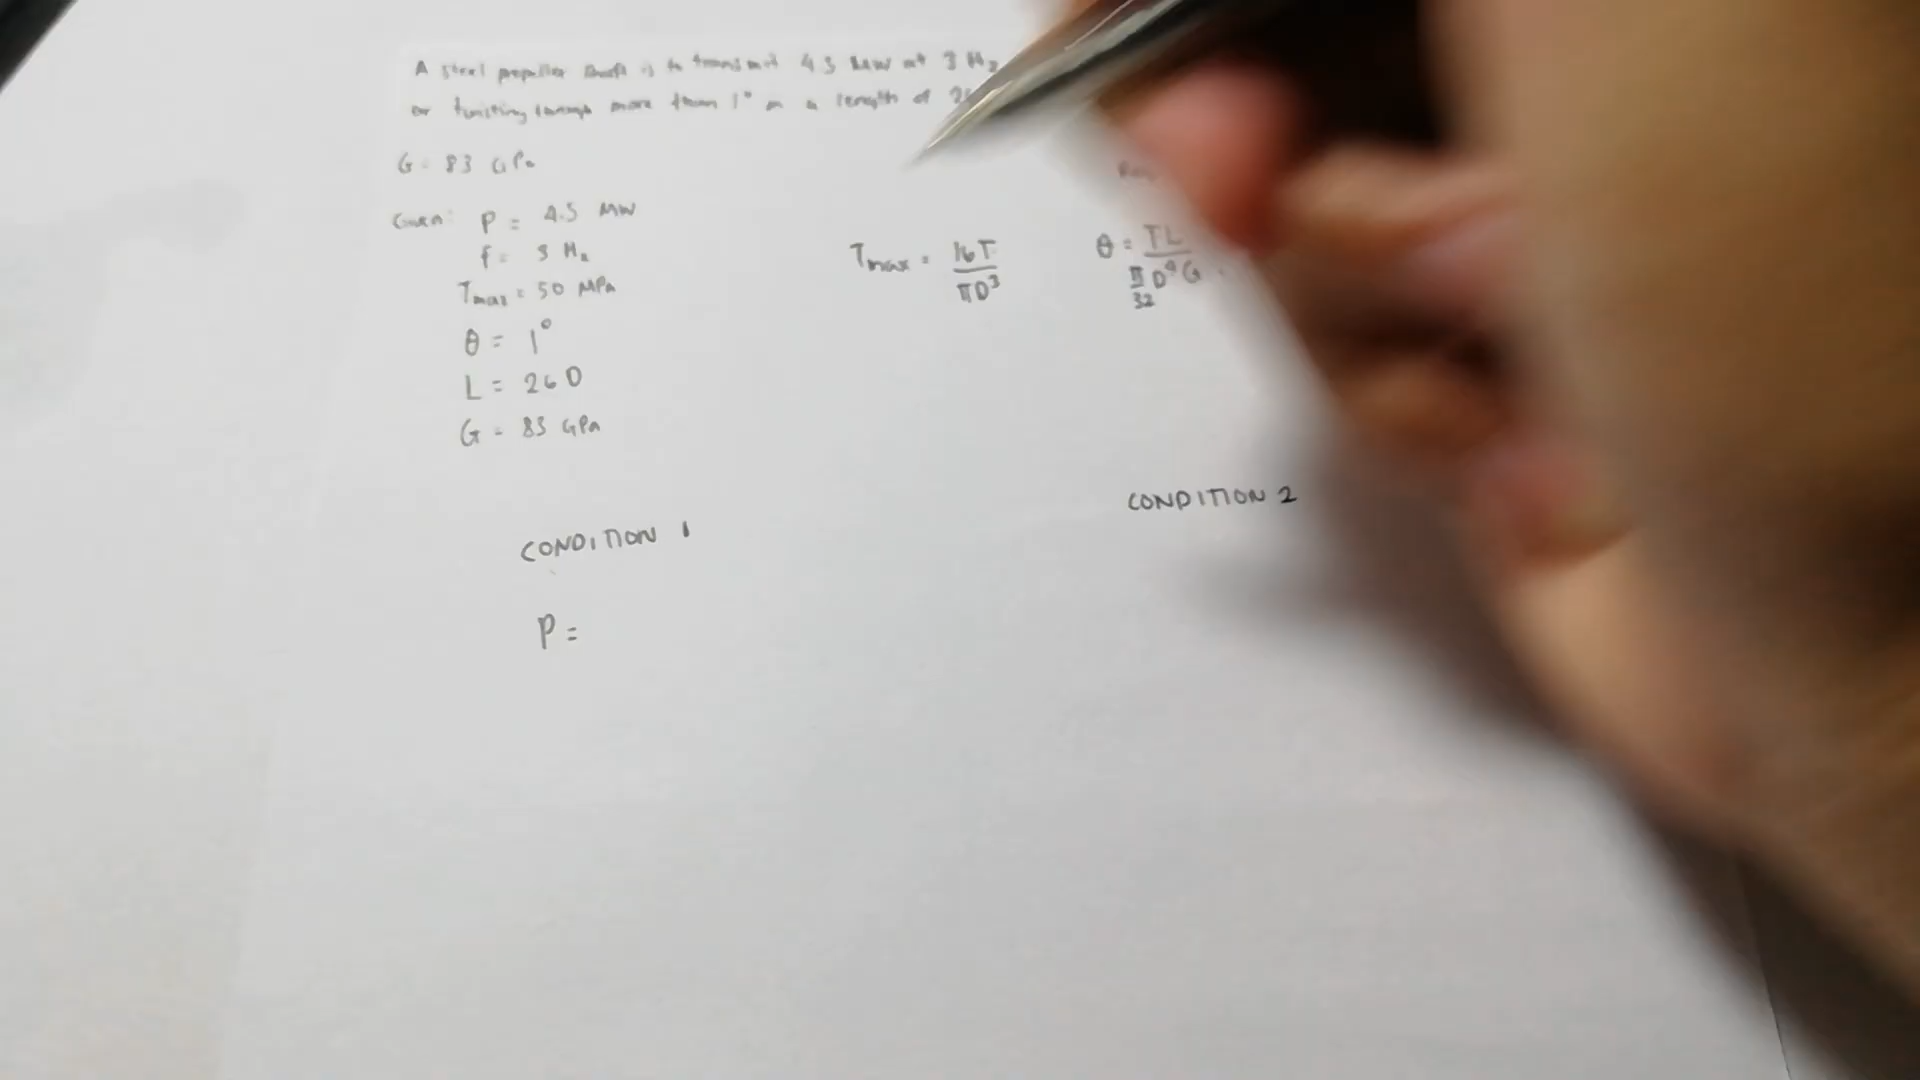 A steel propeller shaft is to transmit 4.5 MW at 3 Hz
or twisting through more than 1° in a length of 26
G = 83 GPa
Given: P = 4.5 MW
f = 3 Hz
Tmax = 50 MPa
θ = 1°
L = 26 D
G = 83 GPa
Tmax = 16T / πD³
θ = TL / π/32 D⁴ G
CONDITION 1
CONDITION 2
P =